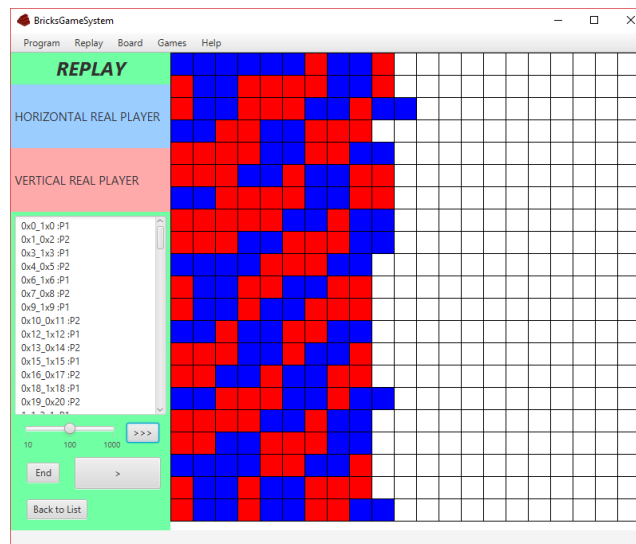 BricksGameSystem
Program Replay Board Games Help
REPLAY
HORIZONTAL REAL PLAYER
VERTICAL REAL PLAYER
0x0_1x0 :P1
0x1_0x2 :P2
3x1_3x1 :P1
0x4_0x5 :P2
0x6_1x6 :P1
0x7_0x8 :P2
0x9_1x9 :P1
0x10_0x11 :P2
0x12_1x12 :P1
0x13_0x14 :P2
0x15_1x15 :P1
0x16_0x17 :P2
0x18_1x18 :P1
0x19_0x20 :P2
>>>
10 100 1000
End >
Back to List